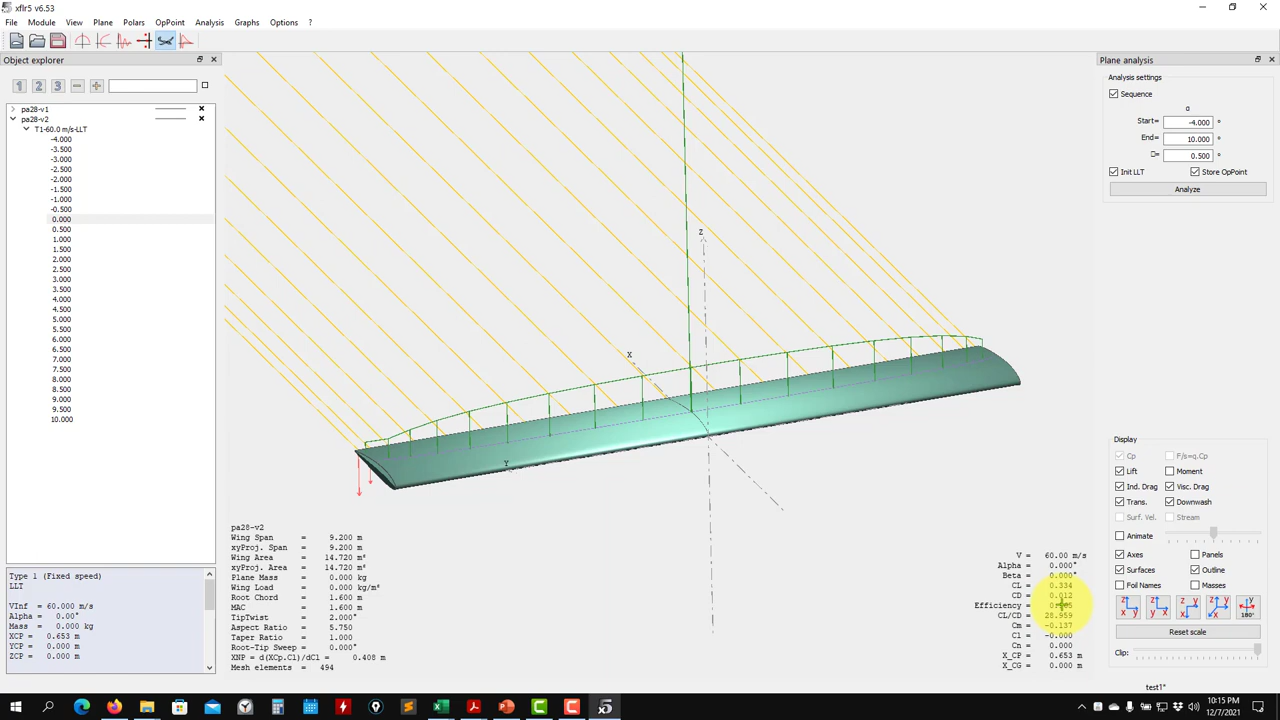 xflr5 v6.53
File Module View Plane Polars OpPoint Analysis Graphs Options ?
Object explorer
1 2 3
pa28-v1
pa28-v2
T1-60.0 m/s-LLT
-4.000
-3.500
-3.000
-2.500
-2.000
-1.500
-1.000
-0.500
0.000
0.500
1.000
1.500
2.000
2.500
3.000
3.500
4.000
4.500
5.000
5.500
6.000
6.500
7.000
7.500
8.000
8.500
9.000
9.500
10.000
Type 1 (Fixed speed)
LLT
VInf = 60.000 m/s
Alpha = 0.00°
Mass = 0.000 kg
XCP = 0.653 m
YCP = 0.000 m
ZCP = 0.000 m
Z
X
Y
pa28-v2
Wing Span = 9.200 m
xyProj. Span = 9.200 m
Wing Area = 14.720 m²
xyProj. Area = 14.720 m²
Plane Mass = 0.000 kg
Wing Load = 0.000 kg/m²
Root Chord = 1.600 m
MAC = 1.600 m
TipTwist = 2.000°
Aspect Ratio = 5.750
Taper Ratio = 1.000
Root-Tip Sweep = 0.000°
XNP = d(XCp.Cl)/dCl = 0.408 m
Mesh elements = 494
V = 60.00 m/s
Alpha = 0.000°
Beta = 0.000°
CL = 0.334
CD = 0.012
Efficiency =
CL/CD = 28.959
Cm = -0.137
Cl = -0.000
Cn = 0.000
X_CP = 0.653 m
X_CG = 0.000 m
Plane analysis
Analysis settings
Sequence
α
Start= -4.000 °
End= 10.000 °
= 0.500 °
Init LLT Store OpPoint
Analyze
Display
Cp F/s=q.Cp
Lift Moment
Ind. Drag Visc. Drag
Trans. Downwash
Surf. Vel. Stream
Animate
Axes Panels
Surfaces Outline
Foil Names Masses
Z x y Z y x Z x y Z x y 180°
Reset scale
Clip:
test1*
10:15 PM
12/7/2021